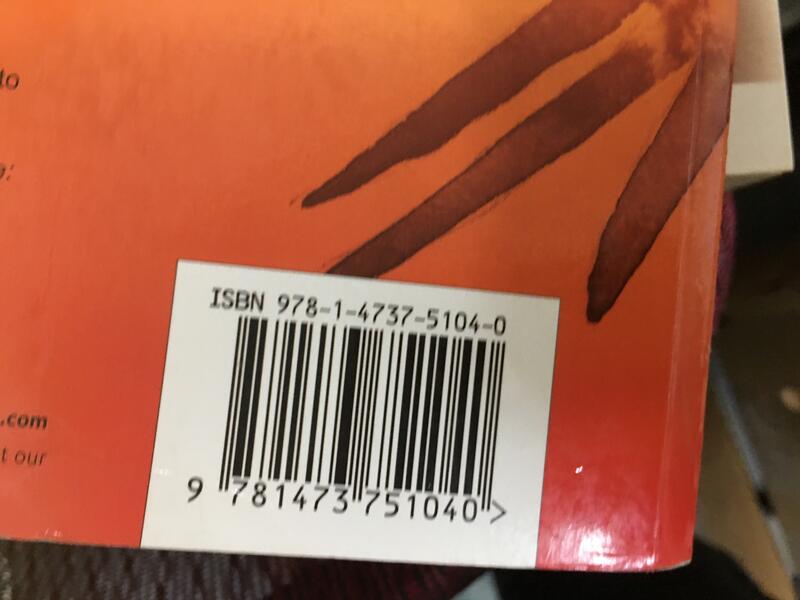 to
ISBN 978-1-4737-5104-0
.com
t our
9 781473 751040 >